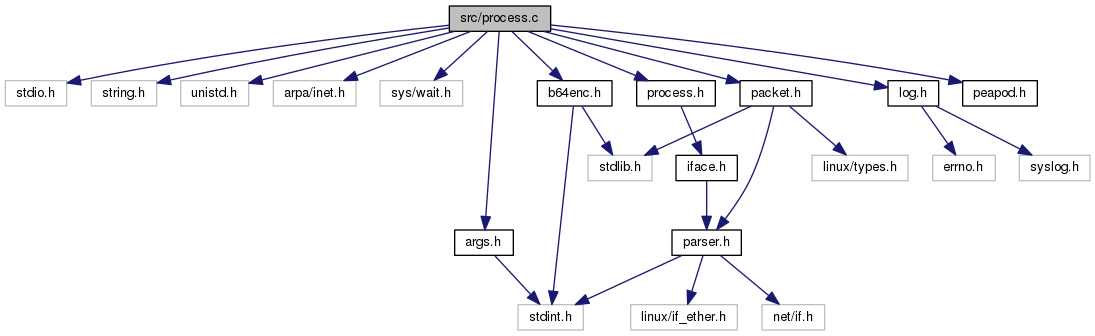 src/process.c
stdio.h
string.h
unistd.h
arpa/inet.h
sys/wait.h
b64enc.h
process.h
packet.h
log.h
peapod.h
stdlib.h
iface.h
linux/types.h
errno.h
syslog.h
args.h
parser.h
stdint.h
linux/if_ether.h
net/if.h